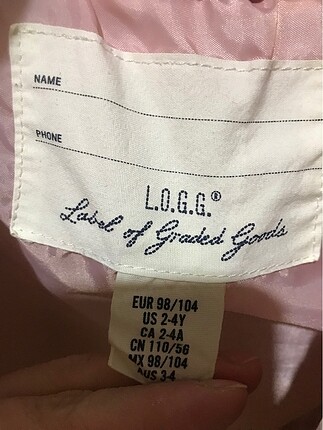 NAME
PHONE
L.O.G.G.®
Label of Graded Goods
EUR 98/104
US 2-4Y
CA 2-4A
CN 110/56
MX 98/104
AUS 3-4